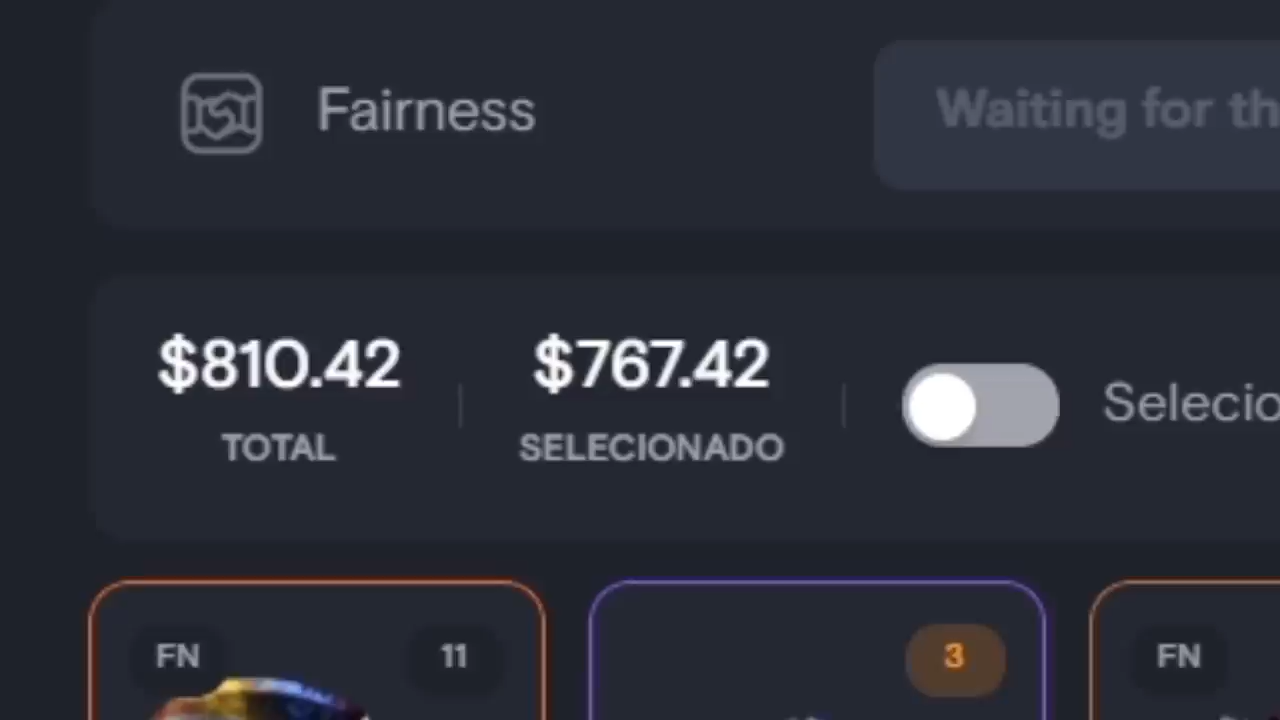 Fairness
Waiting for th
$810.42
$767.42
TOTAL
SELECIONADO
Selecio
FN
11
3
FN